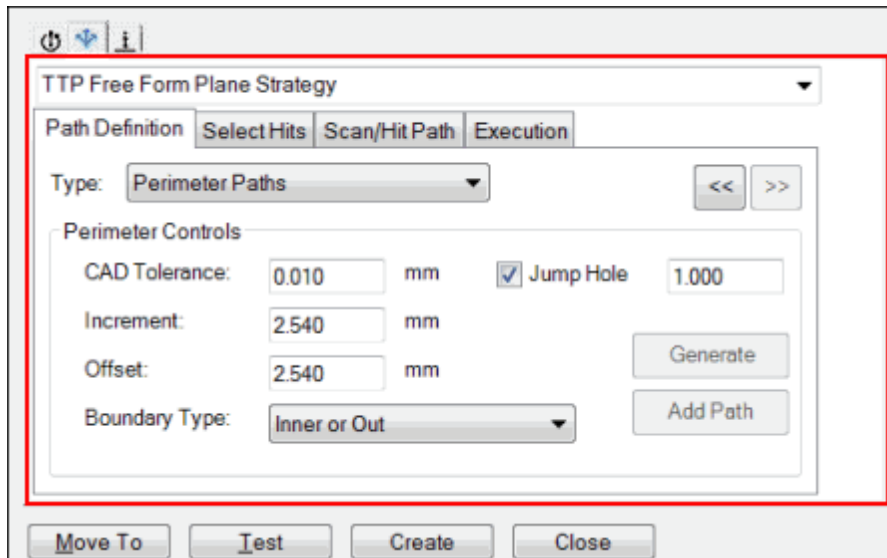 TTP Free Form Plane Strategy
Path Definition Select Hits Scan/Hit Path Execution
Type: Perimeter Paths << >>
Perimeter Controls
CAD Tolerance: 0.010 mm Jump Hole 1.000
Increment: 2.540 mm
Offset: 2.540 mm Generate
Boundary Type: Inner or Out Add Path
Move To Test Create Close